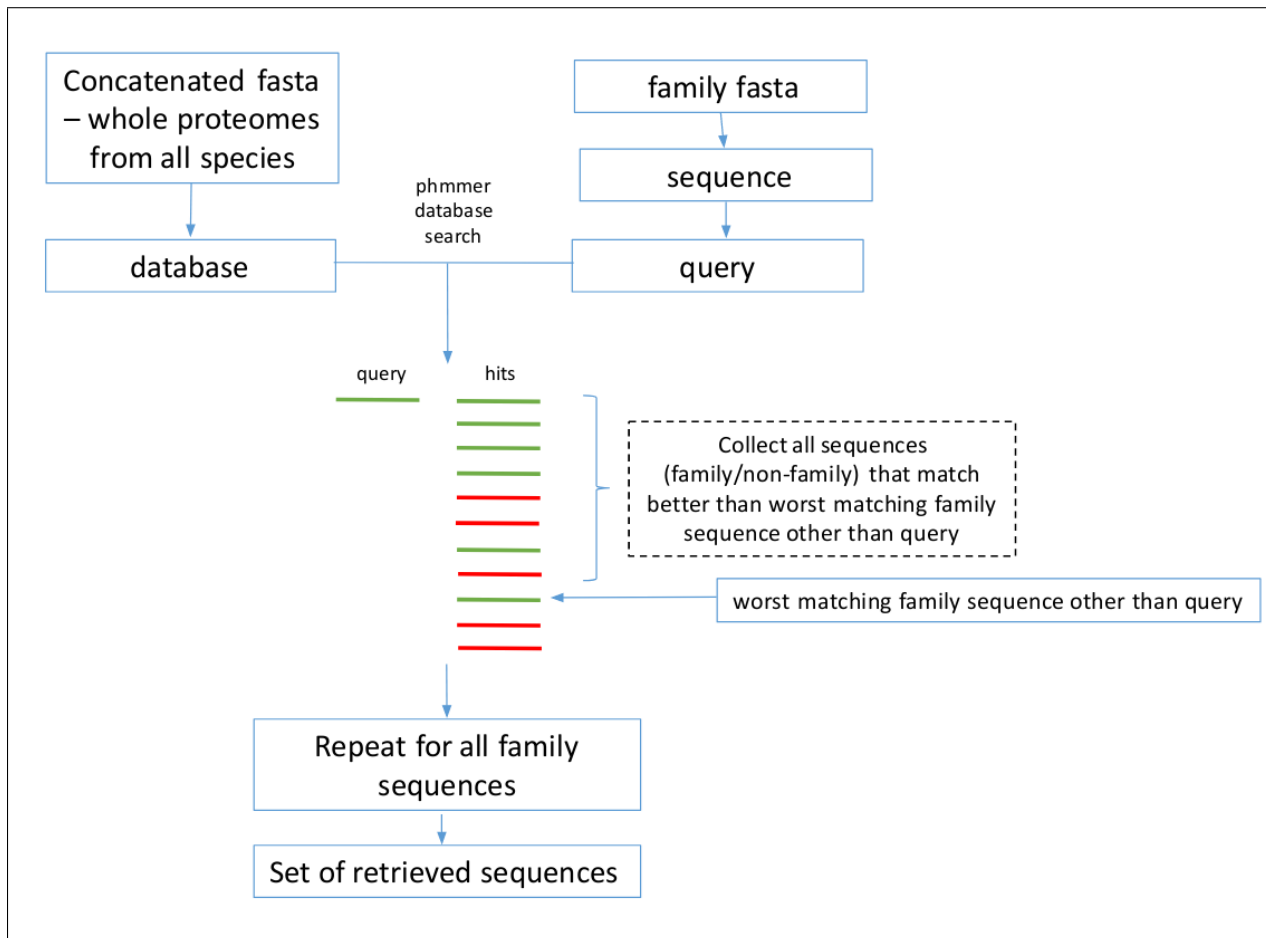 Concatenated fasta
– whole proteomes
from all species
family fasta
sequence
phmmer
database
search
database
query
query
hits
Collect all sequences
(family/non-family) that match
better than worst matching family
sequence other than query
worst matching family sequence other than query
Repeat for all family
sequences
Set of retrieved sequences